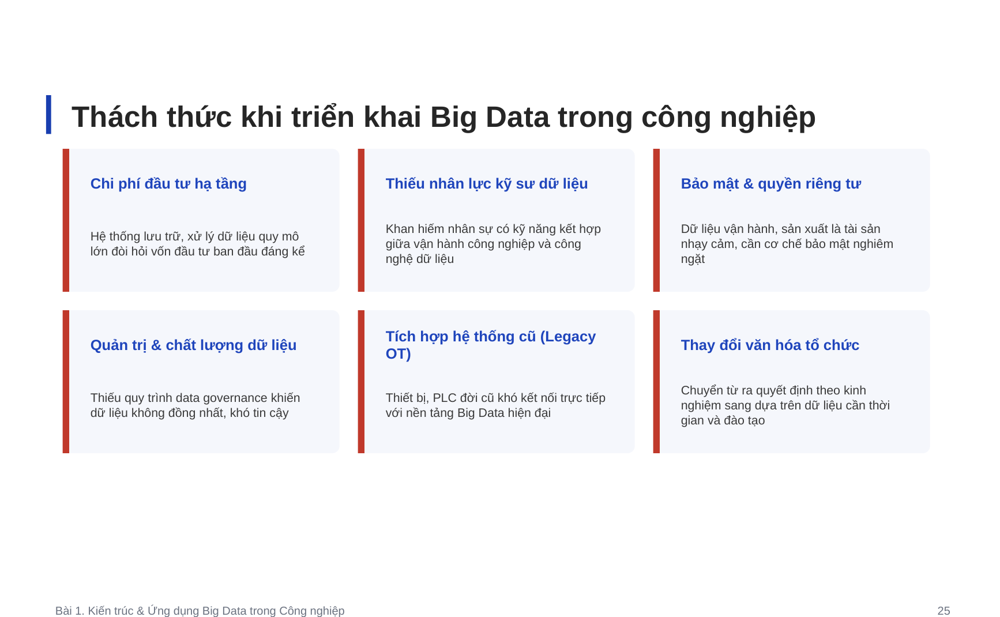 Thách thức khi triển khai Big Data trong công nghiệp
Chi phí đầu tư hạ tầng
Hệ thống lưu trữ, xử lý dữ liệu quy mô
lớn đòi hỏi vốn đầu tư ban đầu đáng kể
Thiếu nhân lực kỹ sư dữ liệu
Khan hiếm nhân sự có kỹ năng kết hợp
giữa vận hành công nghiệp và công
nghệ dữ liệu
Bảo mật & quyền riêng tư
Dữ liệu vận hành, sản xuất là tài sản
nhạy cảm, cần cơ chế bảo mật nghiêm
ngặt
Quản trị & chất lượng dữ liệu
Thiếu quy trình data governance khiến
dữ liệu không đồng nhất, khó tin cậy
Tích hợp hệ thống cũ (Legacy
OT)
Thiết bị, PLC đời cũ khó kết nối trực tiếp
với nền tảng Big Data hiện đại
Thay đổi văn hóa tổ chức
Chuyển từ ra quyết định theo kinh
nghiệm sang dựa trên dữ liệu cần thời
gian và đào tạo
Bài 1. Kiến trúc & Ứng dụng Big Data trong Công nghiệp
25